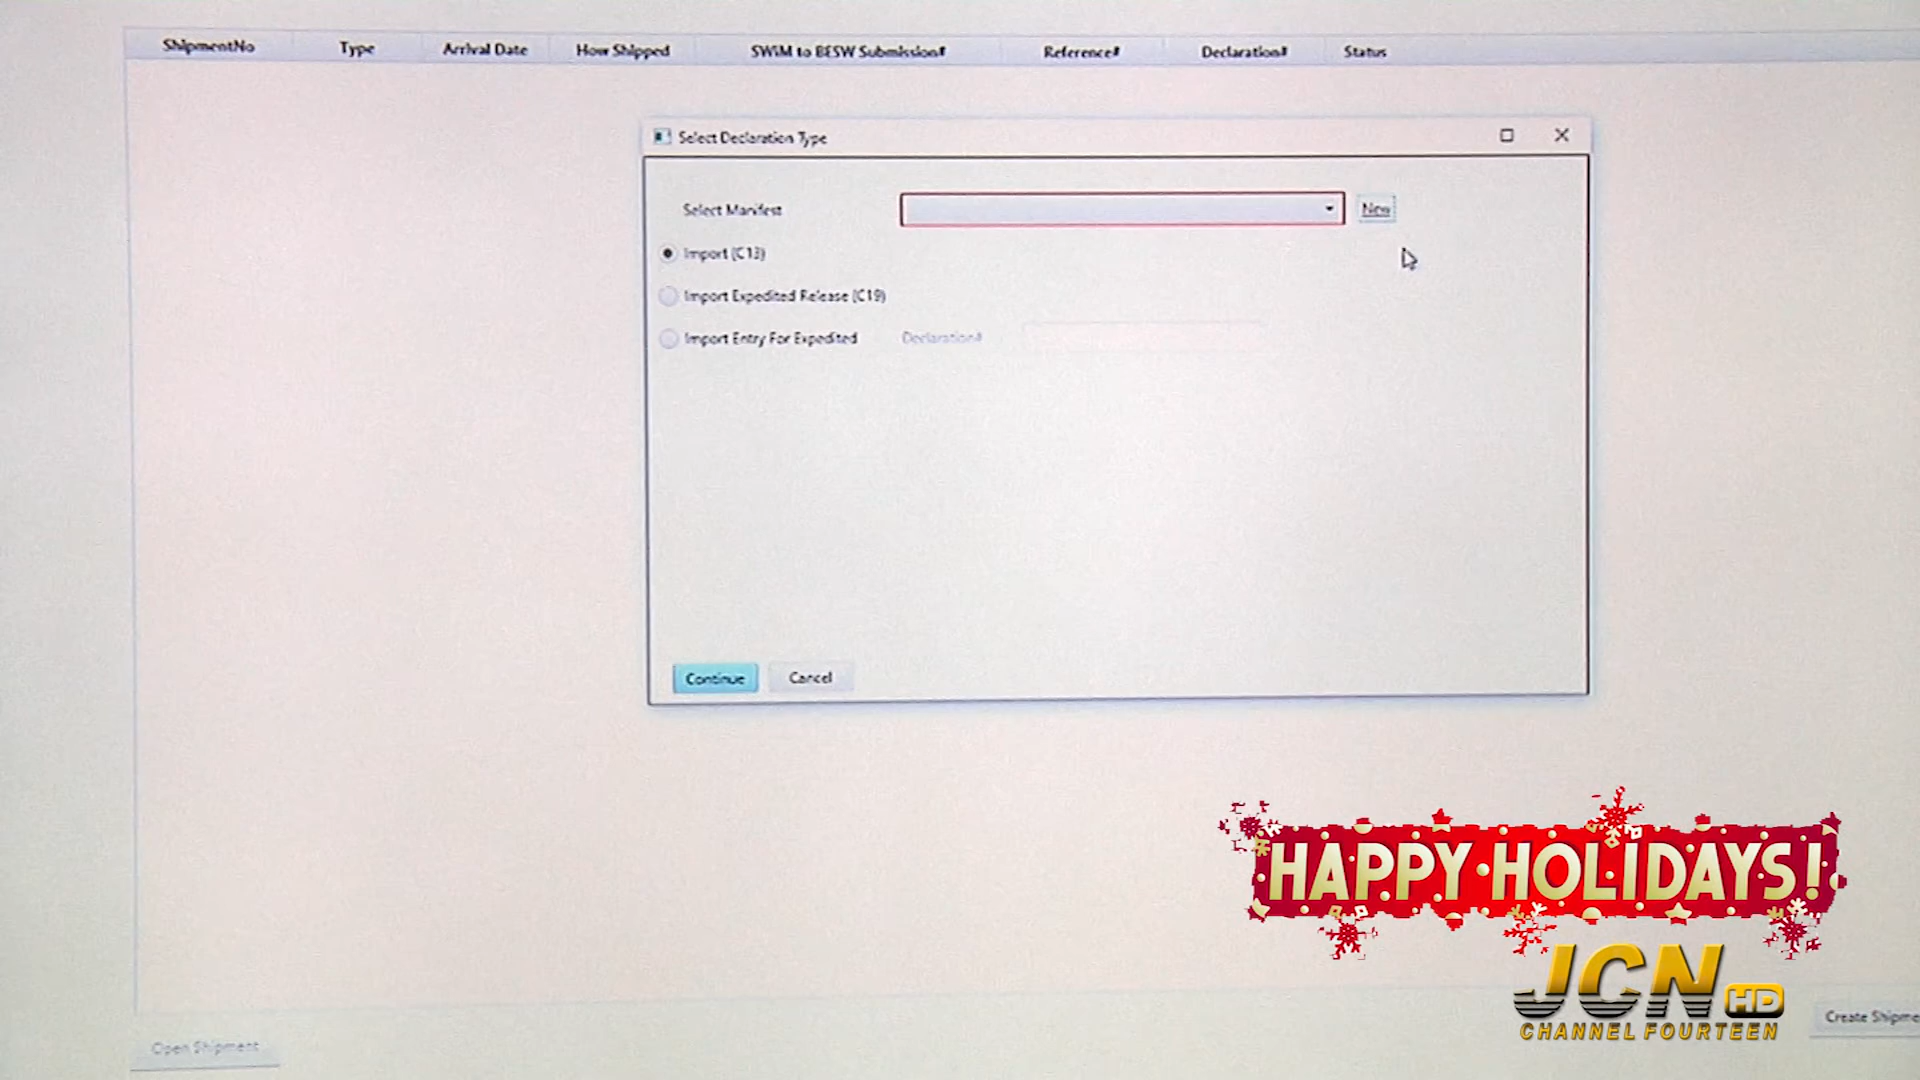 ShipmentNo Type Arrival Date How Shipped SWIM to BESW Submission# Reference# Declaration# Status
Select Declaration Type
Select Manifest New
Import (C13)
Import Expedited Release (C19)
Import Entry For Expedited Declaration#
Continue Cancel
HAPPY HOLIDAYS!
JCN HD
CHANNEL FOURTEEN
Create Shipme
Open Shipment